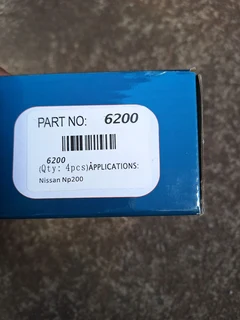 PART NO: 6200
6200
(Qty: 4pcs)APPLICATIONS:
Nissan Np200